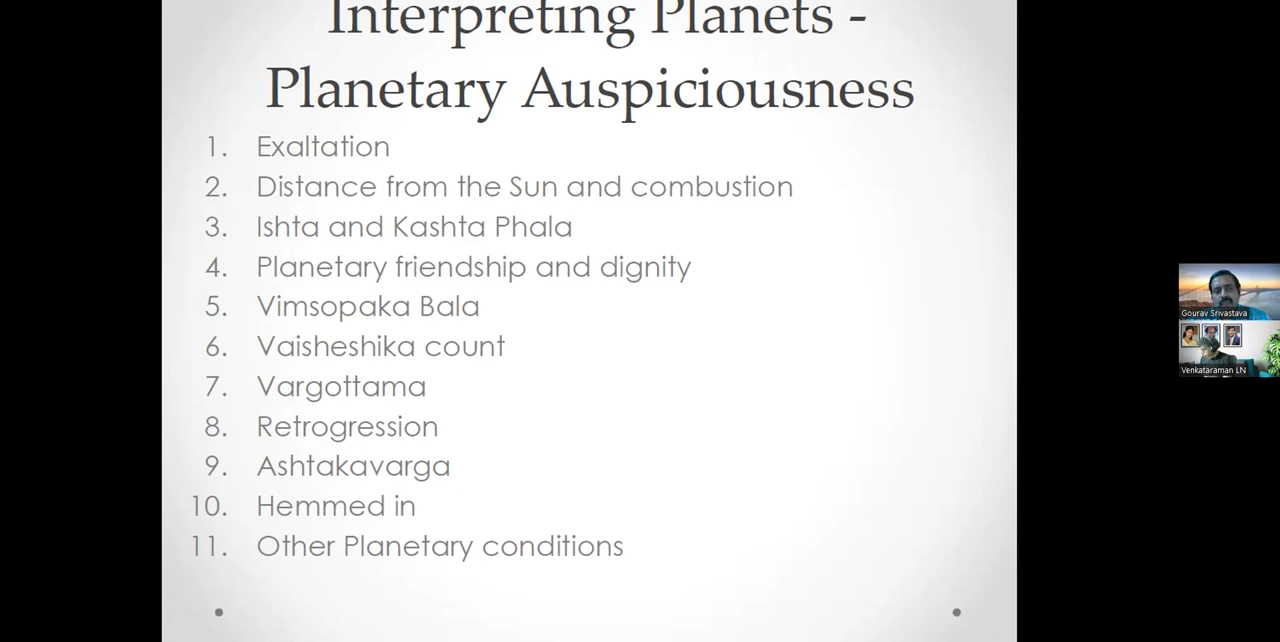 Interpreting Planets -
Planetary Auspiciousness
1. Exaltation
2. Distance from the Sun and combustion
3. Ishta and Kashta Phala
4. Planetary friendship and dignity
5. Vimsopaka Bala
6. Vaisheshika count
7. Vargottama
8. Retrogression
9. Ashtakavarga
10. Hemmed in
11. Other Planetary conditions
Gourav Srivastava
Venkataraman LN